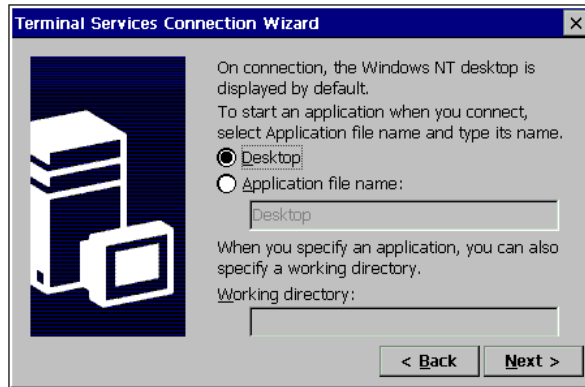 Terminal Services Connection Wizard
On connection, the Windows NT desktop is
displayed by default.
To start an application when you connect,
select Application file name and type its name.
Desktop
Application file name:
Desktop
When you specify an application, you can also
specify a working directory.
Working directory:
< Back
Next >